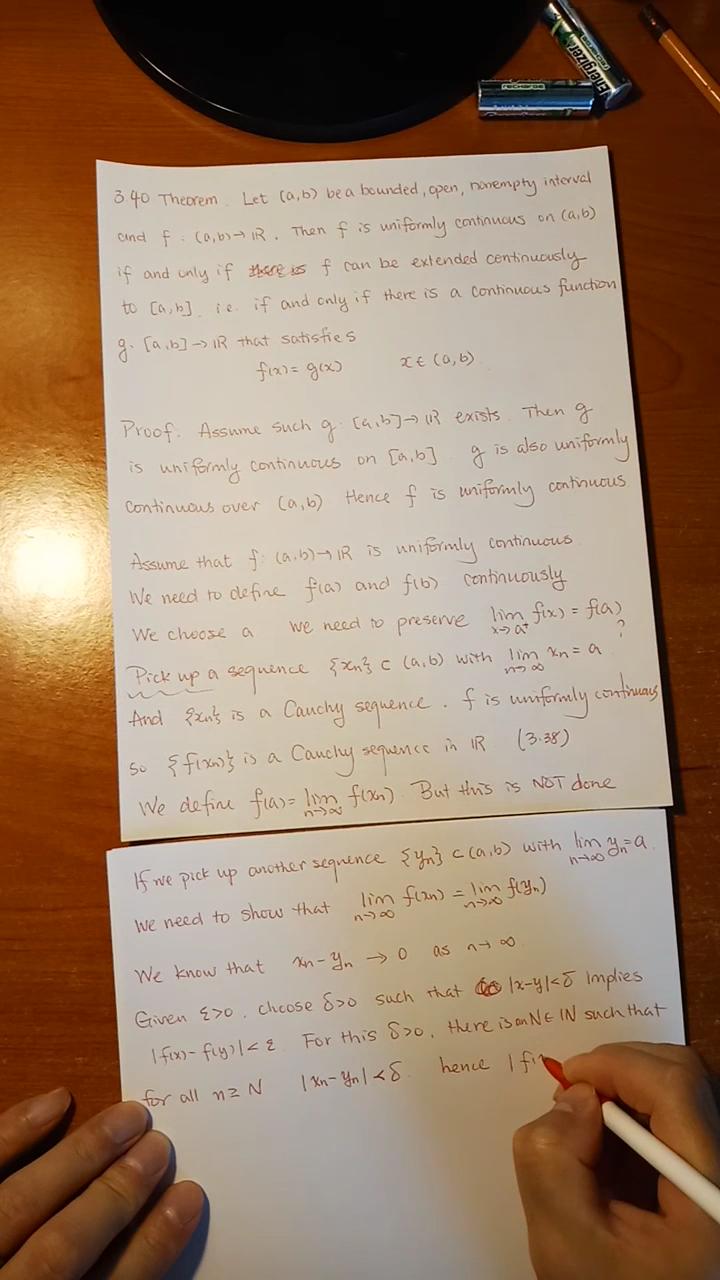 Energizer
recharge
3.40 Theorem. Let (a,b) be a bounded, open, nonempty interval
and f : (a,b) → ℝ. Then f is uniformly continuous on (a,b)
if and only if f can be extended continuously
to [a,b]. i.e. if and only if there is a continuous function
g: [a,b] → ℝ that satisfies
f(x) = g(x) x ∈ (a,b)
Proof: Assume such g: [a,b] → ℝ exists. Then g
is uniformly continuous on [a,b]. g is also uniformly
continuous over (a,b) Hence f is uniformly continuous
Assume that f: (a,b) → ℝ is uniformly continuous.
We need to define f(a) and f(b) continuously
We choose a we need to preserve lim x→a⁺ f(x) = f(a)
?
Pick up a sequence {xn} ⊂ (a,b) with lim n→∞ xn = a
And {xn} is a Cauchy sequence. f is uniformly continuous
so {f(xn)} is a Cauchy sequence in ℝ (3.38)
We define f(a) = lim n→∞ f(xn). But this is NOT done
If we pick up another sequence {yn} ⊂ (a,b) with lim n→∞ yn = a.
We need to show that lim n→∞ f(xn) = lim n→∞ f(yn)
We know that xn - yn → 0 as n → ∞.
Given ε>0, choose δ>0 such that |x-y|<δ implies
|f(x) - f(y)| < ε. For this δ>0, there is an N ∈ ℕ such that
for all n ≥ N |xn - yn| < δ. hence |f(